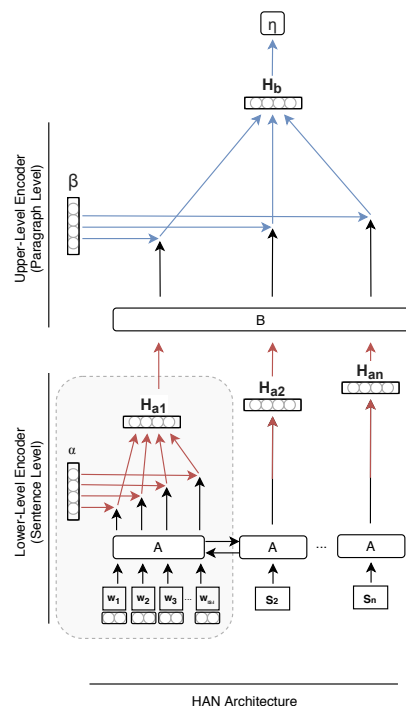 η
Hb
β
Upper-Level Encoder
(Paragraph Level)
B
Ha1
Ha2
Han
α
Lower-Level Encoder
(Sentence Level)
A
A
...
A
w1
w2
w3
...
S2
Sn
HAN Architecture